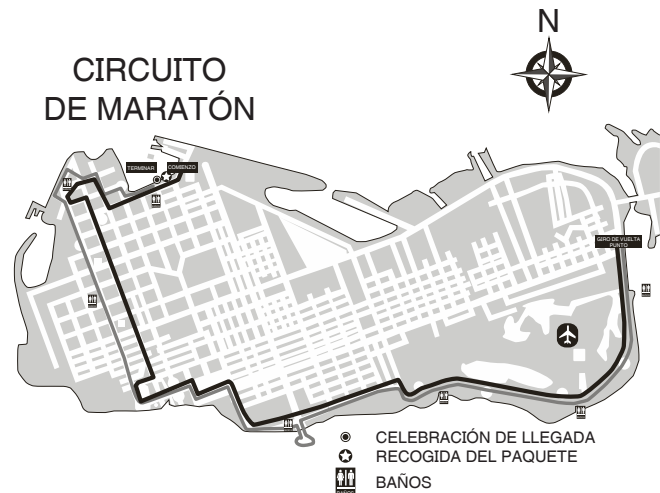 N
CIRCUITO
DE MARATÓN
TERMINAR
COMIENZO
GIRO DE VUELTA
PUNTO
CELEBRACIÓN DE LLEGADA
RECOGIDA DEL PAQUETE
BAÑOS